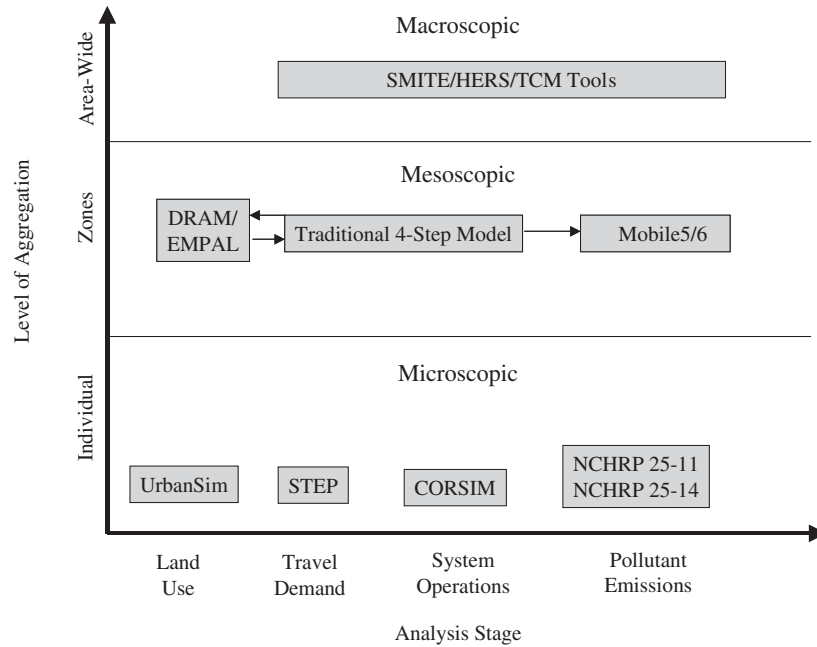 Macroscopic
SMITE/HERS/TCM Tools
Area-Wide
Mesoscopic
DRAM/
EMPAL
Traditional 4-Step Model
Mobile5/6
Zones
Level of Aggregation
Microscopic
Individual
UrbanSim
STEP
CORSIM
NCHRP 25-11
NCHRP 25-14
Land
Use
Travel
Demand
System
Operations
Pollutant
Emissions
Analysis Stage